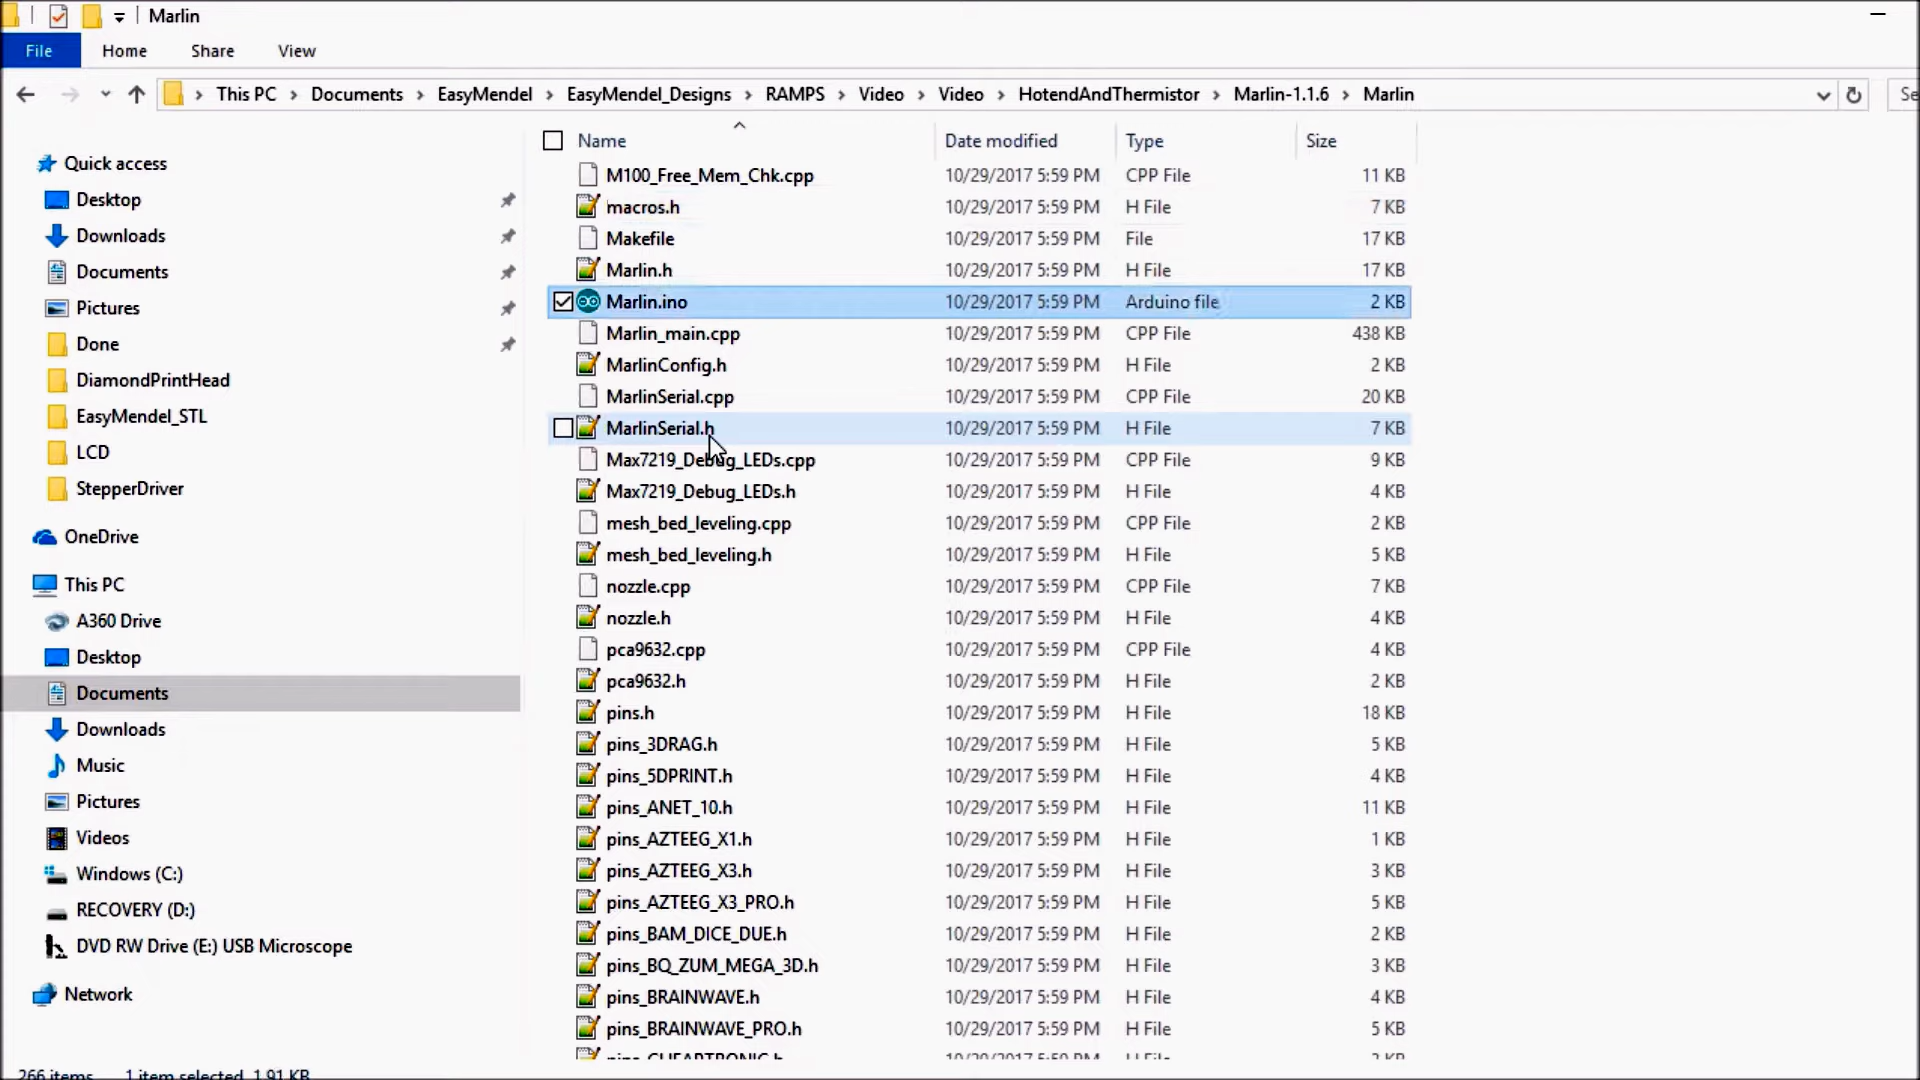 Marlin
File Home Share View
This PC Documents EasyMendel EasyMendel_Designs RAMPS Video Video HotendAndThermistor Marlin-1.1.6 Marlin Se
Name Date modified Type Size
Quick access
Desktop
Downloads
Documents
Pictures
Done
DiamondPrintHead
EasyMendel_STL
LCD
StepperDriver
OneDrive
This PC
A360 Drive
Desktop
Documents
Downloads
Music
Pictures
Videos
Windows (C:)
RECOVERY (D:)
DVD RW Drive (E:) USB Microscope
Network
M100_Free_Mem_Chk.cpp 10/29/2017 5:59 PM CPP File 11 KB
macros.h 10/29/2017 5:59 PM H File 7 KB
Makefile 10/29/2017 5:59 PM File 17 KB
Marlin.h 10/29/2017 5:59 PM H File 17 KB
Marlin.ino 10/29/2017 5:59 PM Arduino file 2 KB
Marlin_main.cpp 10/29/2017 5:59 PM CPP File 438 KB
MarlinConfig.h 10/29/2017 5:59 PM H File 2 KB
MarlinSerial.cpp 10/29/2017 5:59 PM CPP File 20 KB
MarlinSerial.h 10/29/2017 5:59 PM H File 7 KB
Max7219_Debug_LEDs.cpp 10/29/2017 5:59 PM CPP File 9 KB
Max7219_Debug_LEDs.h 10/29/2017 5:59 PM H File 4 KB
mesh_bed_leveling.cpp 10/29/2017 5:59 PM CPP File 2 KB
mesh_bed_leveling.h 10/29/2017 5:59 PM H File 5 KB
nozzle.cpp 10/29/2017 5:59 PM CPP File 7 KB
nozzle.h 10/29/2017 5:59 PM H File 4 KB
pca9632.cpp 10/29/2017 5:59 PM CPP File 4 KB
pca9632.h 10/29/2017 5:59 PM H File 2 KB
pins.h 10/29/2017 5:59 PM H File 18 KB
pins_3DRAG.h 10/29/2017 5:59 PM H File 5 KB
pins_5DPRINT.h 10/29/2017 5:59 PM H File 4 KB
pins_ANET_10.h 10/29/2017 5:59 PM H File 11 KB
pins_AZTEEG_X1.h 10/29/2017 5:59 PM H File 1 KB
pins_AZTEEG_X3.h 10/29/2017 5:59 PM H File 3 KB
pins_AZTEEG_X3_PRO.h 10/29/2017 5:59 PM H File 5 KB
pins_BAM_DICE_DUE.h 10/29/2017 5:59 PM H File 2 KB
pins_BQ_ZUM_MEGA_3D.h 10/29/2017 5:59 PM H File 3 KB
pins_BRAINWAVE.h 10/29/2017 5:59 PM H File 4 KB
pins_BRAINWAVE_PRO.h 10/29/2017 5:59 PM H File 5 KB
266 items 1 item selected 1.91 KB